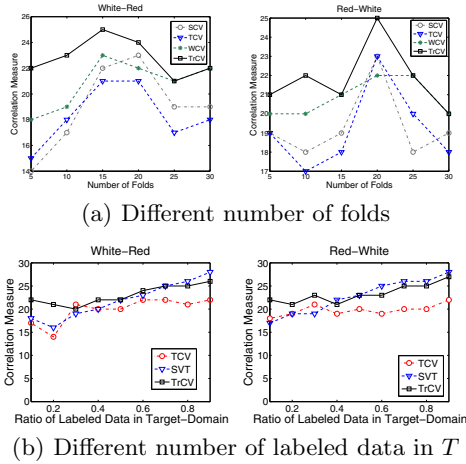 White-Red
Correlation Measure
26
24
22
20
18
16
14
5
10
15
20
25
30
Number of Folds
SCV
TCV
WCV
TrCV
Red-White
Correlation Measure
25
24
23
22
21
20
19
18
17
5
10
15
20
25
30
Number of Folds
SCV
TCV
WCV
TrCV
(a) Different number of folds
White-Red
Correlation Measure
30
25
20
15
10
5
0
0.2
0.4
0.6
0.8
Ratio of Labeled Data in Target-Domain
TCV
SVT
TrCV
Red-White
Correlation Measure
30
25
20
15
10
5
0
0.2
0.4
0.6
0.8
Ratio of Labeled Data in Target-Domain
TCV
SVT
TrCV
(b) Different number of labeled data in T